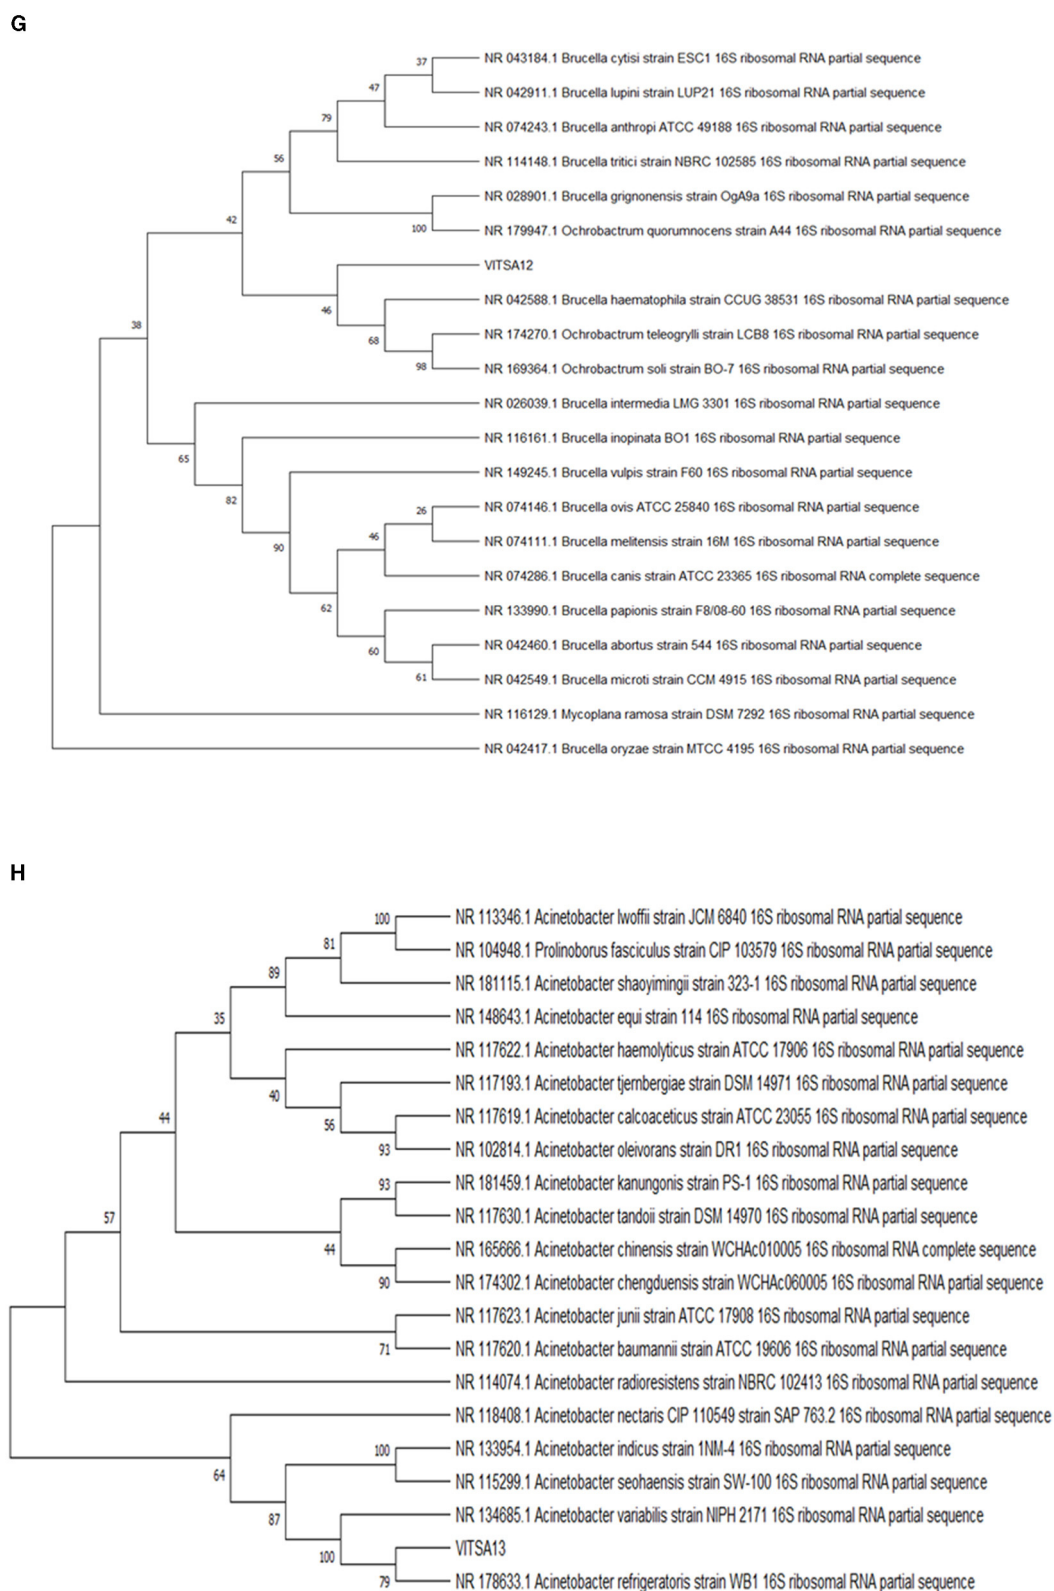 G
37
NR 043184.1 Brucella cytisi strain ESC1 16S ribosomal RNA partial sequence
47
NR 042911.1 Brucella lupini strain LUP21 16S ribosomal RNA partial sequence
79
NR 074243.1 Brucella anthropi ATCC 49188 16S ribosomal RNA partial sequence
56
NR 114148.1 Brucella tritici strain NBRC 102585 16S ribosomal RNA partial sequence
NR 028901.1 Brucella grignonensis strain OgA9a 16S ribosomal RNA partial sequence
42
100
NR 179947.1 Ochrobactrum quorumnocens strain A44 16S ribosomal RNA partial sequence
VITSA12
46
NR 042588.1 Brucella haematophila strain CCUG 38531 16S ribosomal RNA partial sequence
38
68
NR 174270.1 Ochrobactrum teleogrylli strain LCB8 16S ribosomal RNA partial sequence
98
NR 169364.1 Ochrobactrum soli strain BO-7 16S ribosomal RNA partial sequence
NR 026039.1 Brucella intermedia LMG 3301 16S ribosomal RNA partial sequence
65
NR 116161.1 Brucella inopinata BO1 16S ribosomal RNA partial sequence
82
NR 149245.1 Brucella vulpis strain F60 16S ribosomal RNA partial sequence
26
NR 074146.1 Brucella ovis ATCC 25840 16S ribosomal RNA partial sequence
46
90
NR 074111.1 Brucella melitensis strain 16M 16S ribosomal RNA partial sequence
NR 074286.1 Brucella canis strain ATCC 23365 16S ribosomal RNA complete sequence
62
NR 133990.1 Brucella papionis strain F8/08-60 16S ribosomal RNA partial sequence
60
NR 042460.1 Brucella abortus strain 544 16S ribosomal RNA partial sequence
61
NR 042549.1 Brucella microti strain CCM 4915 16S ribosomal RNA partial sequence
NR 116129.1 Mycoplana ramosa strain DSM 7292 16S ribosomal RNA partial sequence
NR 042417.1 Brucella oryzae strain MTCC 4195 16S ribosomal RNA partial sequence
H
100
NR 113346.1 Acinetobacter lwoffii strain JCM 6840 16S ribosomal RNA partial sequence
81
NR 104948.1 Prolinoborus fasciculus strain CIP 103579 16S ribosomal RNA partial sequence
89
NR 181115.1 Acinetobacter shaoyimingii strain 323-1 16S ribosomal RNA partial sequence
35
NR 148643.1 Acinetobacter equi strain 114 16S ribosomal RNA partial sequence
NR 117622.1 Acinetobacter haemolyticus strain ATCC 17906 16S ribosomal RNA partial sequence
40
NR 117193.1 Acinetobacter tjernbergiae strain DSM 14971 16S ribosomal RNA partial sequence
44
56
NR 117619.1 Acinetobacter calcoaceticus strain ATCC 23055 16S ribosomal RNA partial sequence
93
NR 102814.1 Acinetobacter oleivorans strain DR1 16S ribosomal RNA partial sequence
93
NR 181459.1 Acinetobacter kanungonis strain PS-1 16S ribosomal RNA partial sequence
57
NR 117630.1 Acinetobacter tandoii strain DSM 14970 16S ribosomal RNA partial sequence
44
NR 165666.1 Acinetobacter chinensis strain WCHAc010005 16S ribosomal RNA complete sequence
90
NR 174302.1 Acinetobacter chengduensis strain WCHAc060005 16S ribosomal RNA partial sequence
NR 117623.1 Acinetobacter junii strain ATCC 17908 16S ribosomal RNA partial sequence
71
NR 117620.1 Acinetobacter baumannii strain ATCC 19606 16S ribosomal RNA partial sequence
NR 114074.1 Acinetobacter radioresistens strain NBRC 102413 16S ribosomal RNA partial sequence
NR 118408.1 Acinetobacter nectaris CIP 110549 strain SAP 763.2 16S ribosomal RNA partial sequence
100
NR 133954.1 Acinetobacter indicus strain 1NM-4 16S ribosomal RNA partial sequence
64
NR 115299.1 Acinetobacter seohaensis strain SW-100 16S ribosomal RNA partial sequence
87
NR 134685.1 Acinetobacter variabilis strain NIPH 2171 16S ribosomal RNA partial sequence
100
VITSA13
79
NR 178633.1 Acinetobacter refrigeratoris strain WB1 16S ribosomal RNA partial sequence